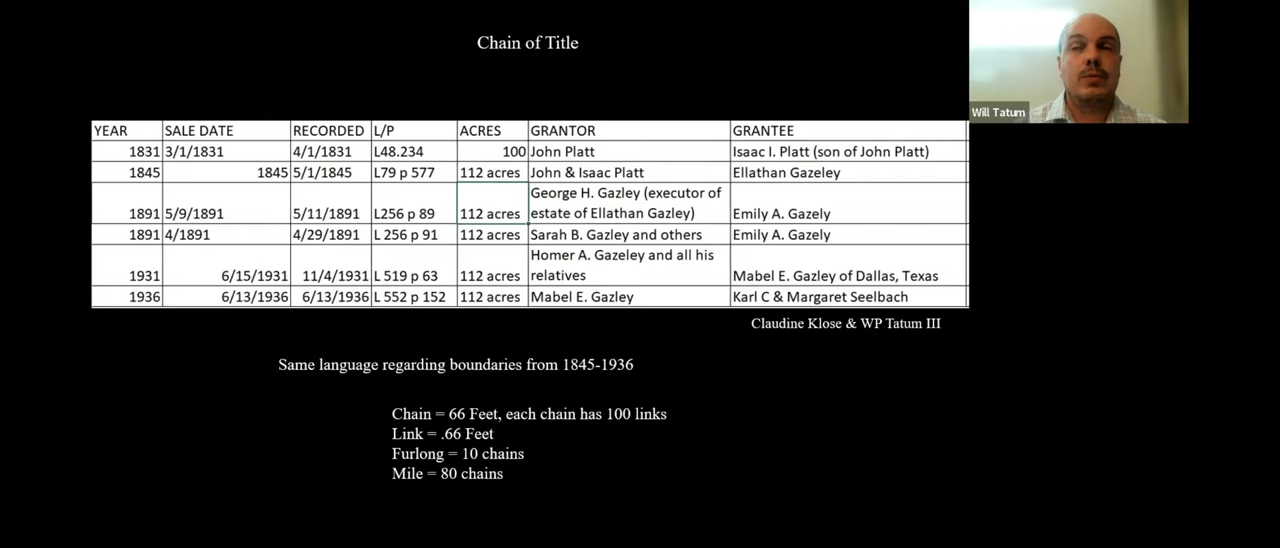 Chain of Title
Will Tatum
YEAR SALE DATE RECORDED L/P ACRES GRANTOR GRANTEE
1831 3/1/1831 4/1/1831 L48.234 100 John Platt Isaac I. Platt (son of John Platt)
1845 1845 5/1/1845 L79 p 577 112 acres John & Isaac Platt Ellathan Gazeley
George H. Gazley (executor of
1891 5/9/1891 5/11/1891 L256 p 89 112 acres estate of Ellathan Gazley) Emily A. Gazely
1891 4/1891 4/29/1891 L 256 p 91 112 acres Sarah B. Gazley and others Emily A. Gazely
Homer A. Gazeley and all his
1931 6/15/1931 11/4/1931 L 519 p 63 112 acres relatives Mabel E. Gazley of Dallas, Texas
1936 6/13/1936 6/13/1936 L 552 p 152 112 acres Mabel E. Gazley Karl C & Margaret Seelbach
Claudine Klose & WP Tatum III
Same language regarding boundaries from 1845-1936
Chain = 66 Feet, each chain has 100 links
Link = .66 Feet
Furlong = 10 chains
Mile = 80 chains